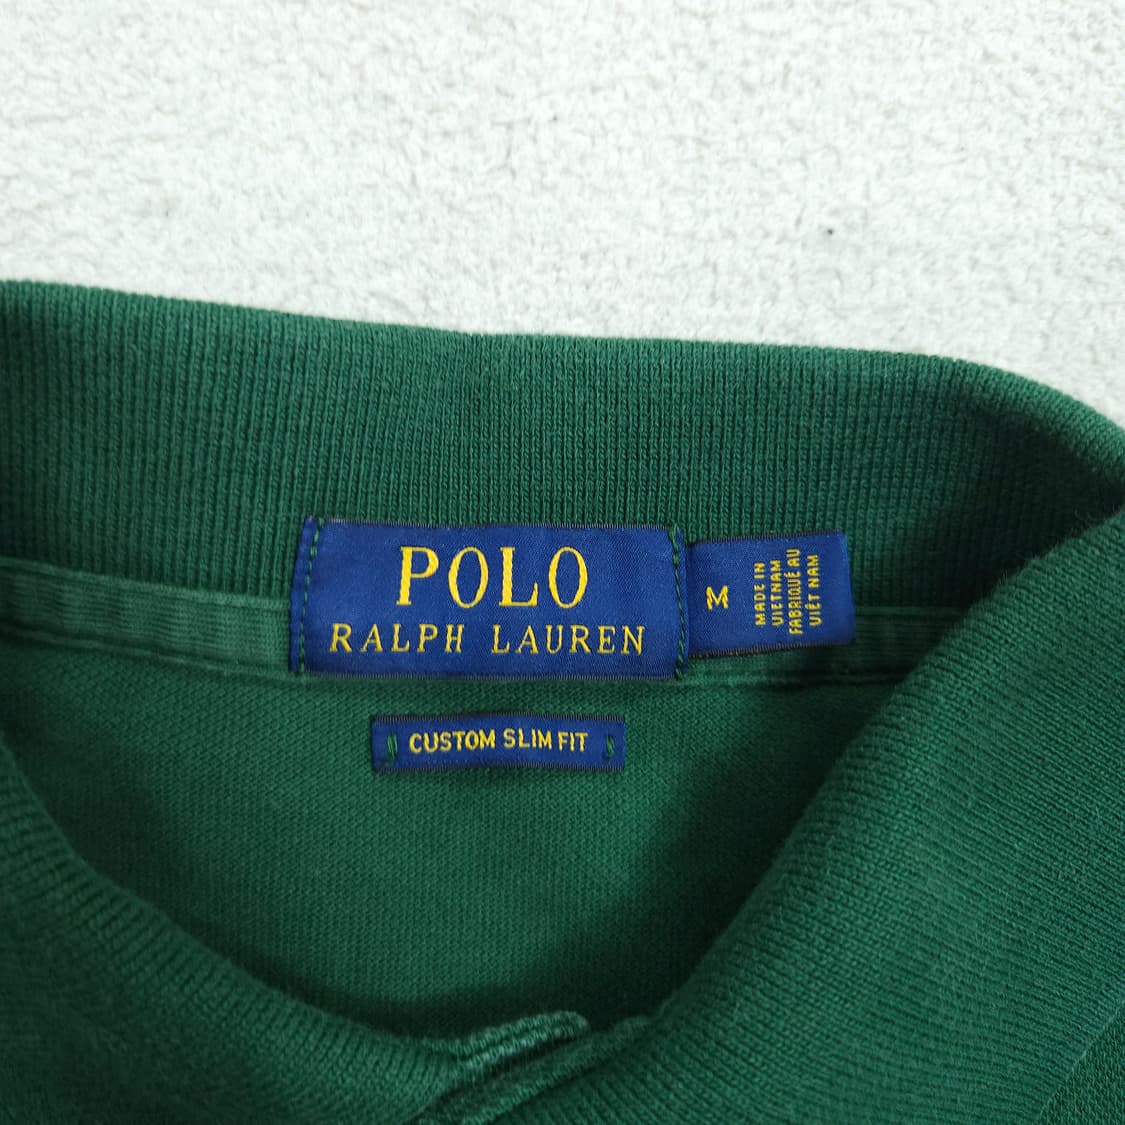 POLO
RALPH LAUREN
M
MADE IN
VIETNAM
FABRIQUÉ AU
VIÊT NAM
CUSTOM SLIM FIT